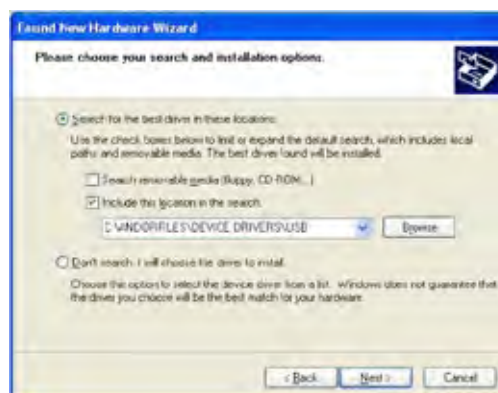 Found New Hardware Wizard
Please choose your search and installation options.
Search for the best driver in these locations.
Use the check boxes below to limit or expand the default search, which includes local
paths and removable media. The best driver found will be installed.
Search removable media (floppy, CD-ROM...)
Include this location in the search:
DEVICE DRIVERS\USB
Browse
Don't search. I will choose the driver to install.
Choose this option to select the device driver from a list. Windows does not guarantee that
the driver you choose will be the best match for your hardware.
< Back
Next >
Cancel